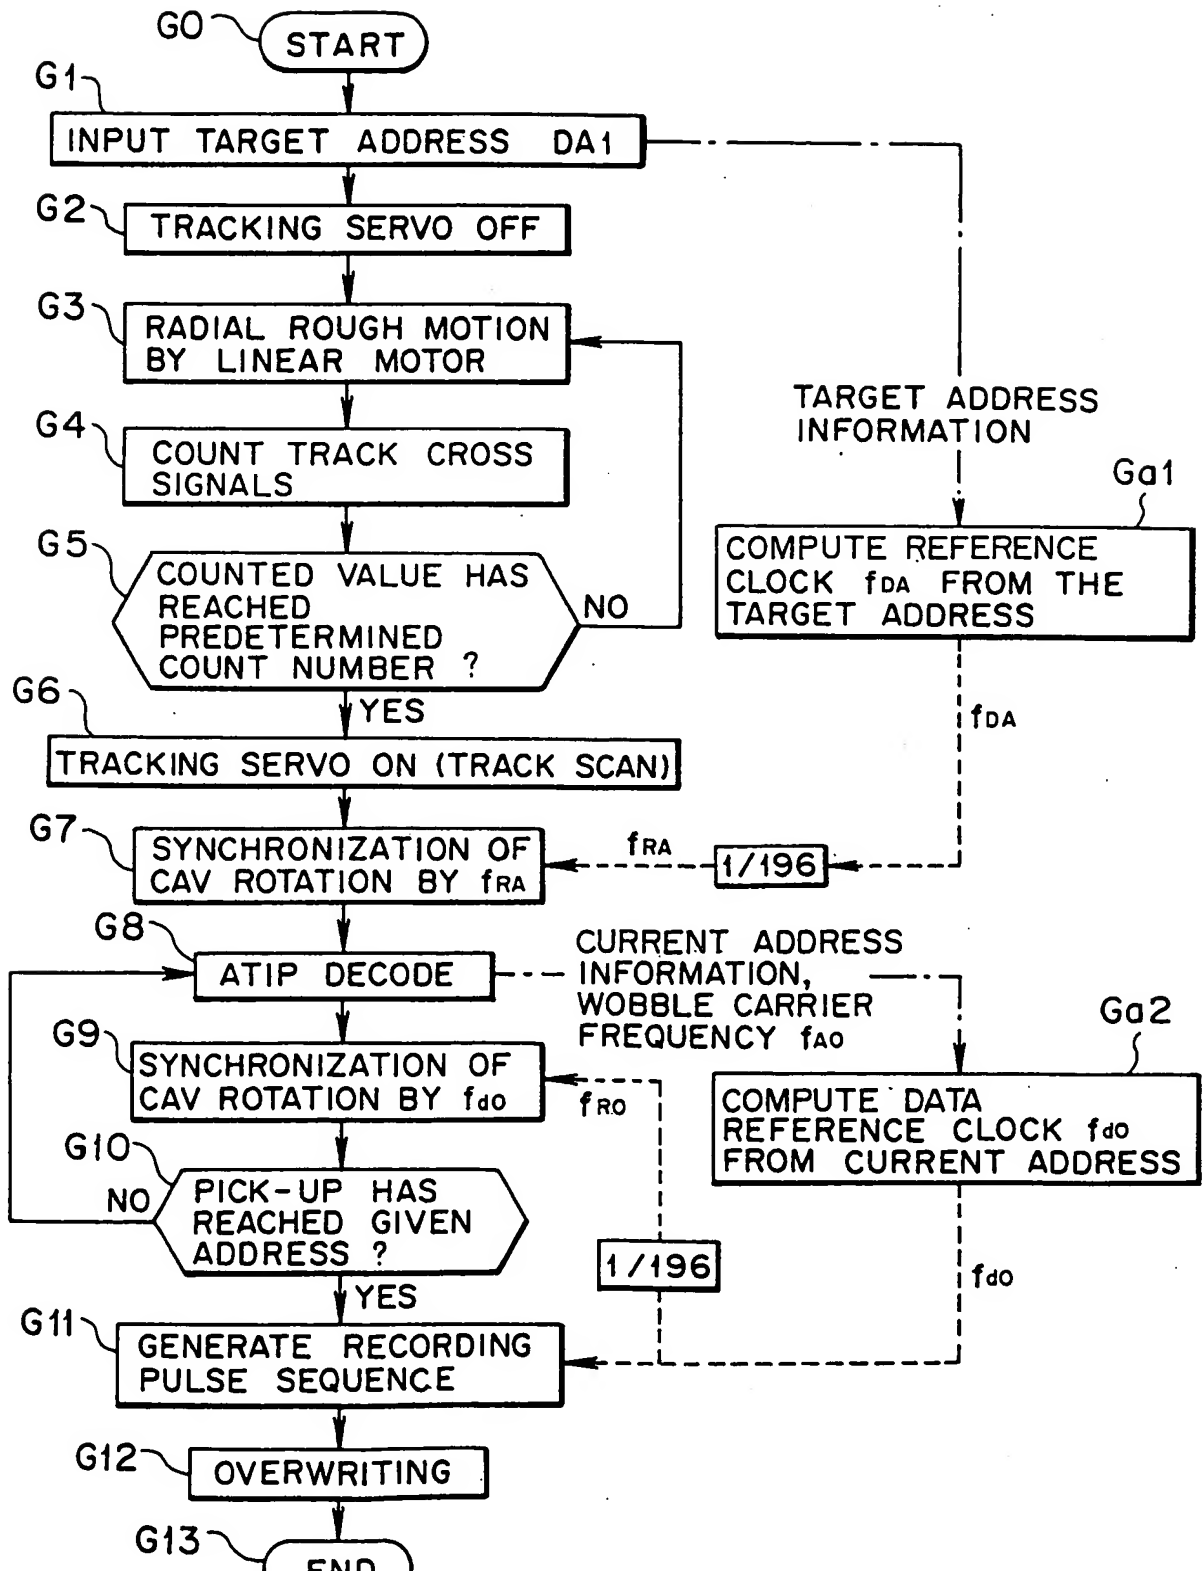 G0
START
G1
INPUT TARGET ADDRESS DA1
G2
TRACKING SERVO OFF
G3
RADIAL ROUGH MOTION
BY LINEAR MOTOR
TARGET ADDRESS
INFORMATION
G4
COUNT TRACK CROSS
SIGNALS
Ga1
COMPUTE REFERENCE
CLOCK fDA FROM THE
TARGET ADDRESS
G5
COUNTED VALUE HAS
REACHED
PREDETERMINED
COUNT NUMBER ?
NO
YES
fDA
G6
TRACKING SERVO ON (TRACK SCAN)
G7
SYNCHRONIZATION OF
CAV ROTATION BY fRA
fRA
1/196
G8
ATIP DECODE
CURRENT ADDRESS
INFORMATION,
WOBBLE CARRIER
FREQUENCY fAO
Ga2
COMPUTE DATA
REFERENCE CLOCK fdO
FROM CURRENT ADDRESS
G9
SYNCHRONIZATION OF
CAV ROTATION BY fdO
fRO
G10
PICK-UP HAS
REACHED GIVEN
ADDRESS ?
NO
YES
1/196
fdO
G11
GENERATE RECORDING
PULSE SEQUENCE
G12
OVERWRITING
G13
END